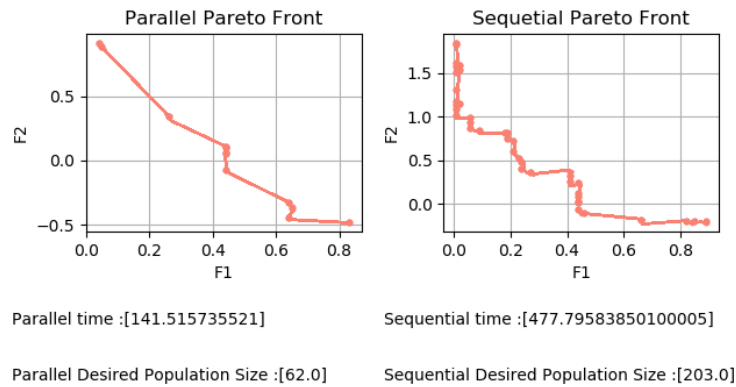 Parallel Pareto Front
F2
0.5
0.0
−0.5
0.0
0.2
0.4
0.6
0.8
F1
Sequetial Pareto Front
F2
1.5
1.0
0.5
0.0
0.0
0.2
0.4
0.6
0.8
F1
Parallel time :[141.515735521]
Sequential time :[477.79583850100005]
Parallel Desired Population Size :[62.0]
Sequential Desired Population Size :[203.0]